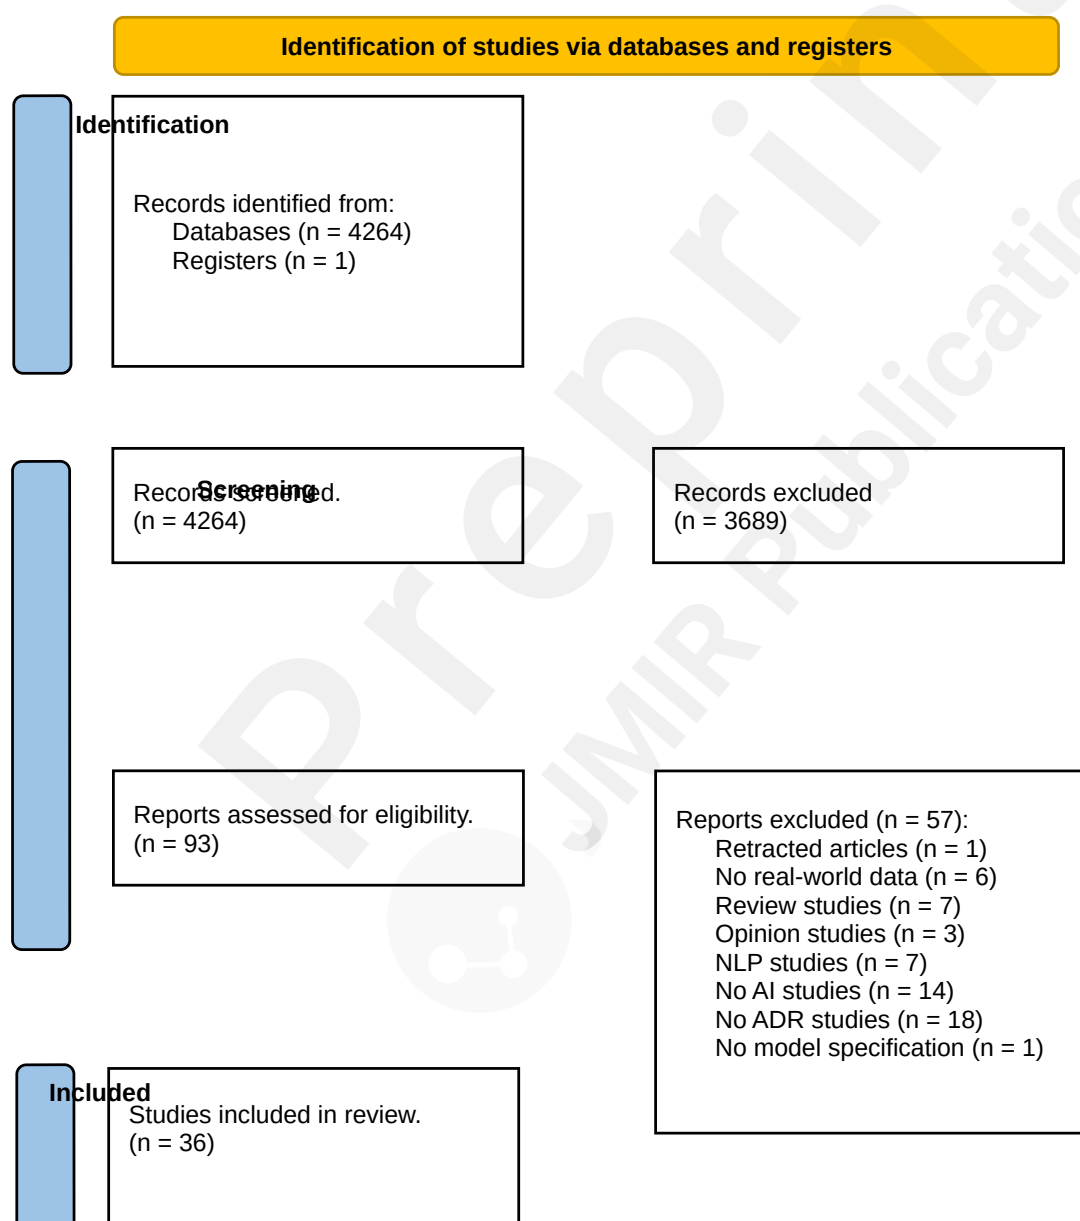 Identification of studies via databases and registers
Identification
Records identified from:
Databases (n = 4264)
Registers (n = 1)
Screening
Records screened.
(n = 4264)
Records excluded
(n = 3689)
Reports assessed for eligibility.
(n = 93)
Reports excluded (n = 57):
Retracted articles (n = 1)
No real-world data (n = 6)
Review studies (n = 7)
Opinion studies (n = 3)
NLP studies (n = 7)
No AI studies (n = 14)
No ADR studies (n = 18)
No model specification (n = 1)
Included
Studies included in review.
(n = 36)
Preprin
JMIR Publicatio